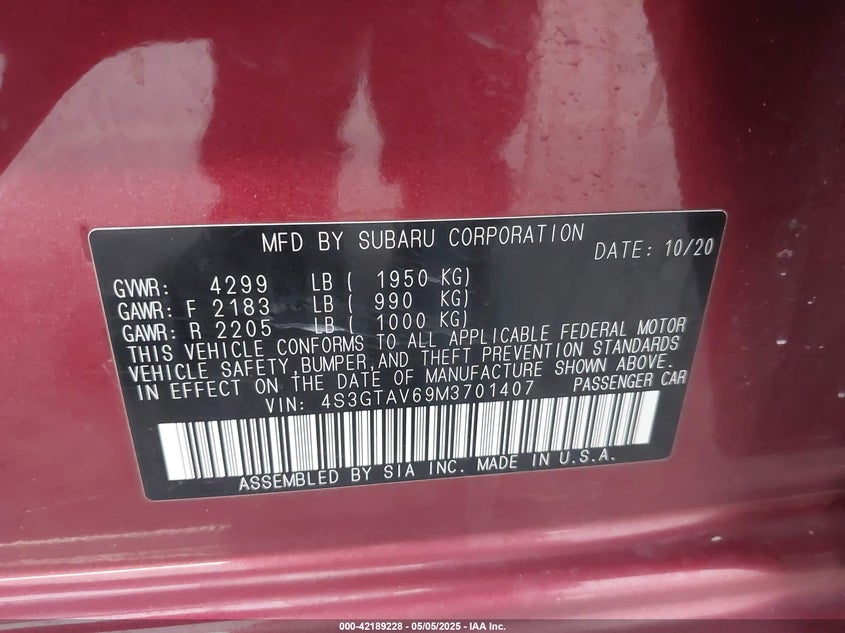 MFD BY SUBARU CORPORATION DATE: 10/20
GVWR: 4299 LB ( 1950 KG)
GAWR: F 2183 LB ( 990 KG)
GAWR: R 2205 LB ( 1000 KG)
THIS VEHICLE CONFORMS TO ALL APPLICABLE FEDERAL MOTOR
VEHICLE SAFETY,BUMPER,AND THEFT PREVENTION STANDARDS
IN EFFECT ON THE DATE OF MANUFACTURE SHOWN ABOVE.
VIN: 4S3GTAV69M3701407 PASSENGER CAR
ASSEMBLED BY SIA INC. MADE IN U.S.A.
000-42189228 - 05/05/2025 - IAA Inc.